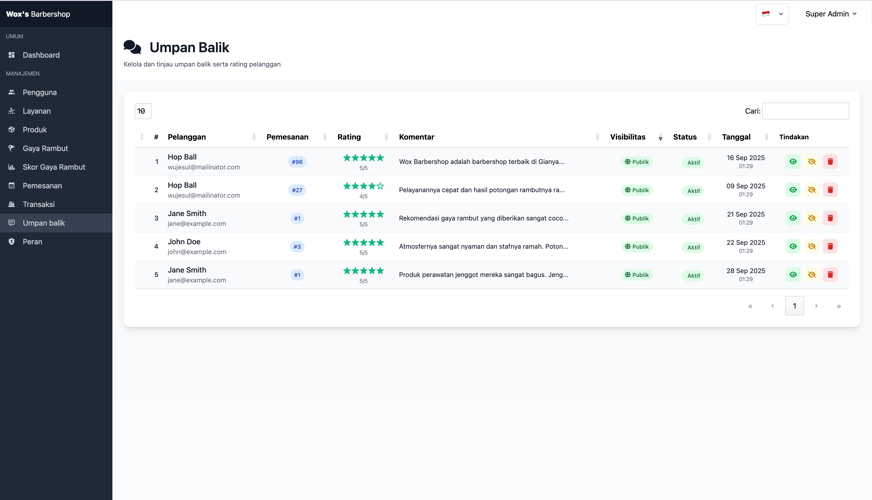 Wox's Barbershop
Super Admin
UMUM
Dashboard
MANAJEMEN
Pengguna
Layanan
Produk
Gaya Rambut
Skor Gaya Rambut
Pemesanan
Transaksi
Umpan balik
Peran
Umpan Balik
Kelola dan tinjau umpan balik serta rating pelanggan
10
Cari:
# Pelanggan Pemesanan Rating Komentar Visibilitas Status Tanggal Tindakan
1 Hop Ball #96 Wox Barbershop adalah barbershop terbaik di Gianya... Publik Aktif 16 Sep 2025
wujesul@mailinator.com 5/5 01:29
2 Hop Ball #27 Pelayanannya cepat dan hasil potongan rambutnya ra... Publik Aktif 09 Sep 2025
wujesul@mailinator.com 4/5 01:29
3 Jane Smith #1 Rekomendasi gaya rambut yang diberikan sangat coco... Publik Aktif 21 Sep 2025
jane@example.com 5/5 01:29
4 John Doe #3 Atmosfernya sangat nyaman dan stafnya ramah. Poton... Publik Aktif 22 Sep 2025
john@example.com 5/5 01:29
5 Jane Smith #1 Produk perawatan jenggot mereka sangat bagus. Jeng... Publik Aktif 28 Sep 2025
jane@example.com 5/5 01:29
« ‹ 1 › »